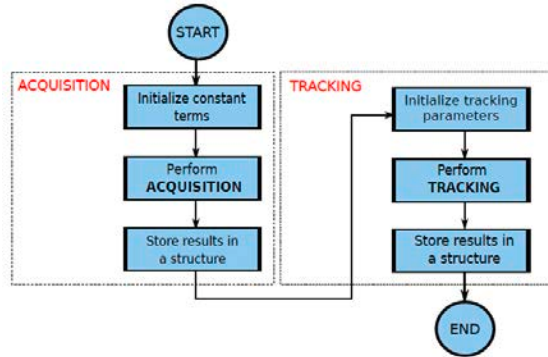 START
ACQUISITION
Initialize constant
terms
Perform
ACQUISITION
Store results in
a structure
TRACKING
Initialize tracking
parameters
Perform
TRACKING
Store results in
a structure
END